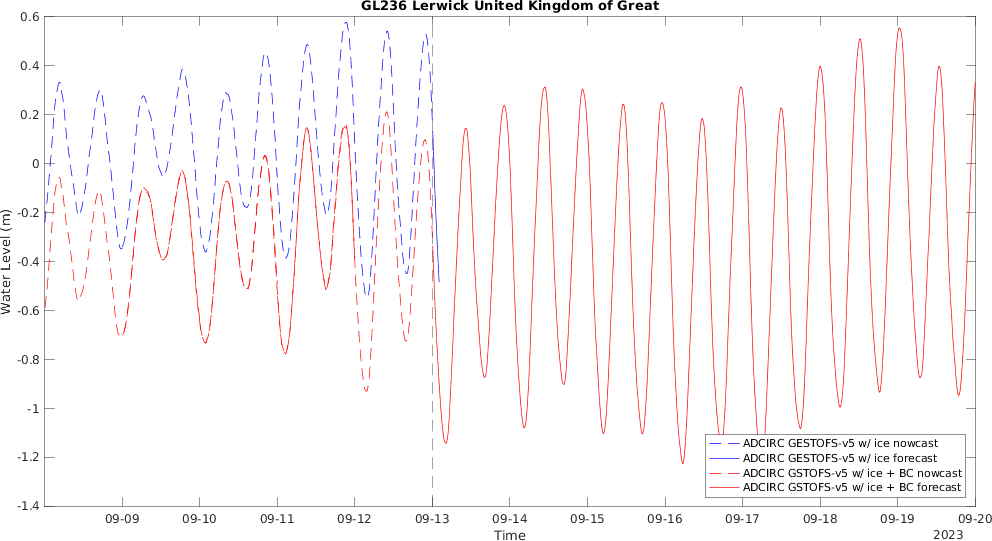 GL236 Lerwick United Kingdom of Great
0.6
0.4
0.2
0
-0.2
-0.4
-0.6
-0.8
-1
-1.2
-1.4
Water Level (m)
09-09 09-10 09-11 09-12 09-13 09-14 09-15 09-16 09-17 09-18 09-19 09-20
Time
2023
ADCIRC GESTOFS-v5 w/ ice nowcast
ADCIRC GESTOFS-v5 w/ ice forecast
ADCIRC GSTOFS-v5 w/ ice + BC nowcast
ADCIRC GSTOFS-v5 w/ ice + BC forecast